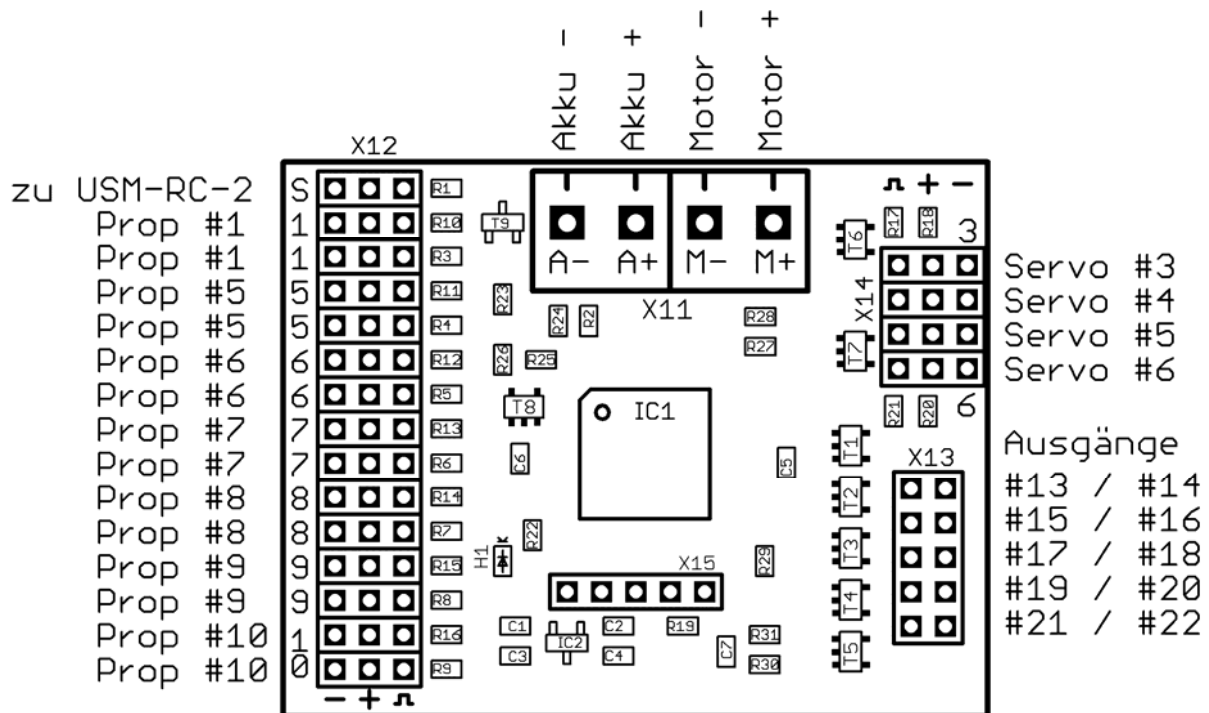 Akku -
Akku +
Motor -
Motor +
X12
zu USM-RC-2 S R1
Prop #1 1 R10
Prop #1 1 R3
Prop #5 5 R11
Prop #5 5 R4
Prop #6 6 R12
Prop #6 6 R5
Prop #7 7 R13
Prop #7 7 R6
Prop #8 8 R14
Prop #8 8 R7
Prop #9 9 R15
Prop #9 9 R8
Prop #10 1 R16
Prop #10 0 R9
- +
T9
A- A+ M- M+
X11
R23
R24
R2
R28
R27
R26
R25
T8
C6
IC1
C5
H1
R22
X15
R29
C1
C2
R19
R31
IC2
C3
C4
C7
R30
+ -
R17
R18
3
T6
X14
T7
Servo #3
Servo #4
Servo #5
Servo #6
R21
R20
6
T1
T2
T3
T4
T5
X13
Ausgänge
#13 / #14
#15 / #16
#17 / #18
#19 / #20
#21 / #22